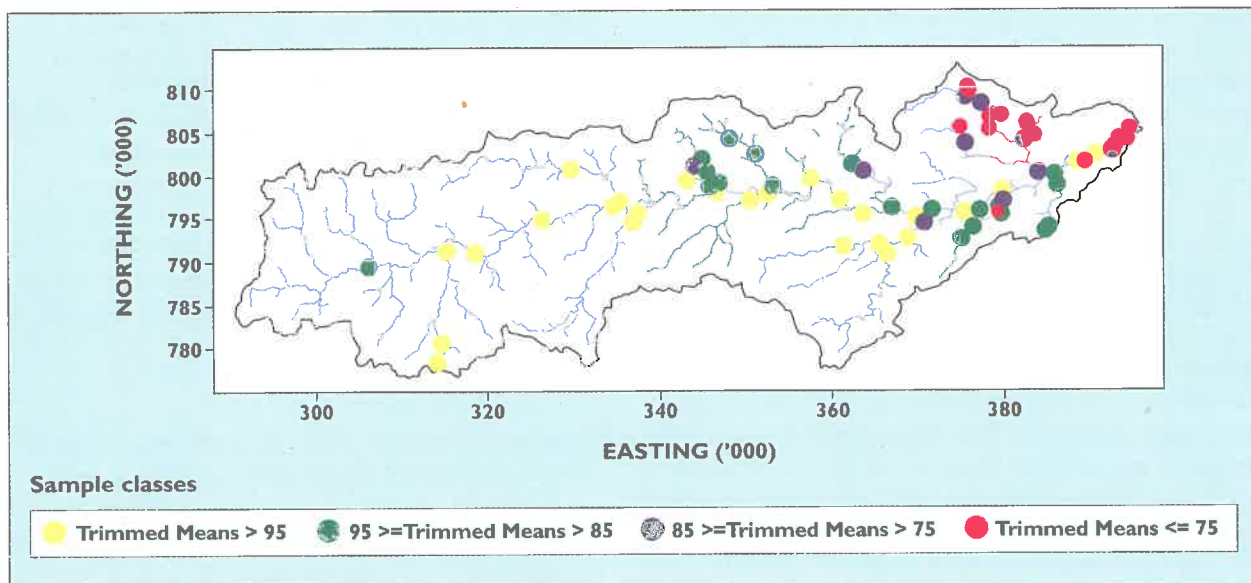 NORTHING ('000)
810
805
800
795
790
785
780
300 320 340 360 380
EASTING ('000)
Sample classes
Trimmed Means > 95 95 >=Trimmed Means > 85 85 >=Trimmed Means > 75 Trimmed Means <= 75